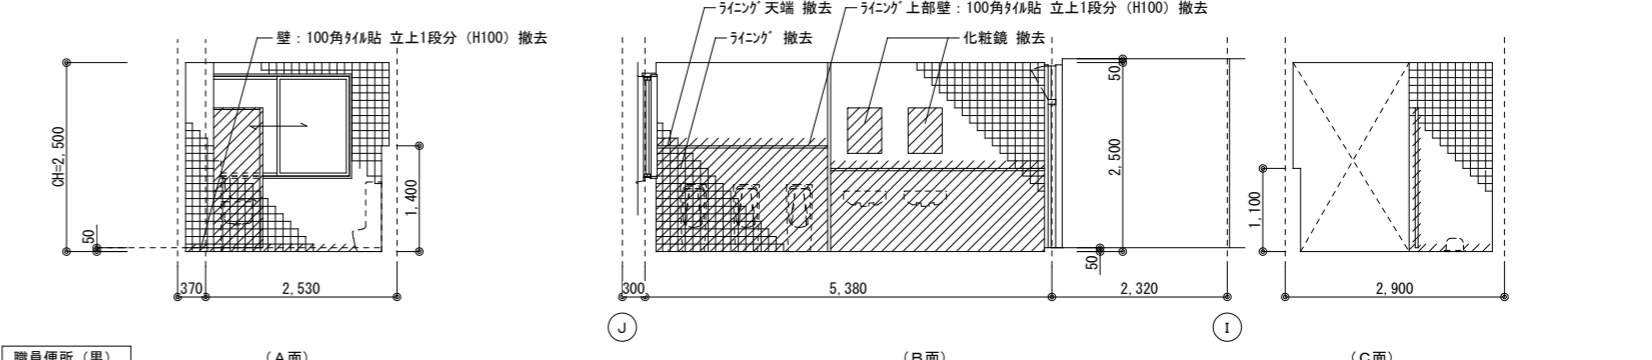 ﾗｲﾆﾝｸﾞ天端 撤去
ﾗｲﾆﾝｸﾞ上部壁：100角ﾀｲﾙ貼 立上1段分（H100）撤去
壁：100角ﾀｲﾙ貼 立上1段分（H100）撤去
ﾗｲﾆﾝｸﾞ 撤去
化粧鏡 撤去
CH=2,500
50
1,400
370
2,530
50
2,500
50
300
5,380
2,320
1,100
2,900
J
I
職員便所（男）
（A面）
（B面）
（C面）